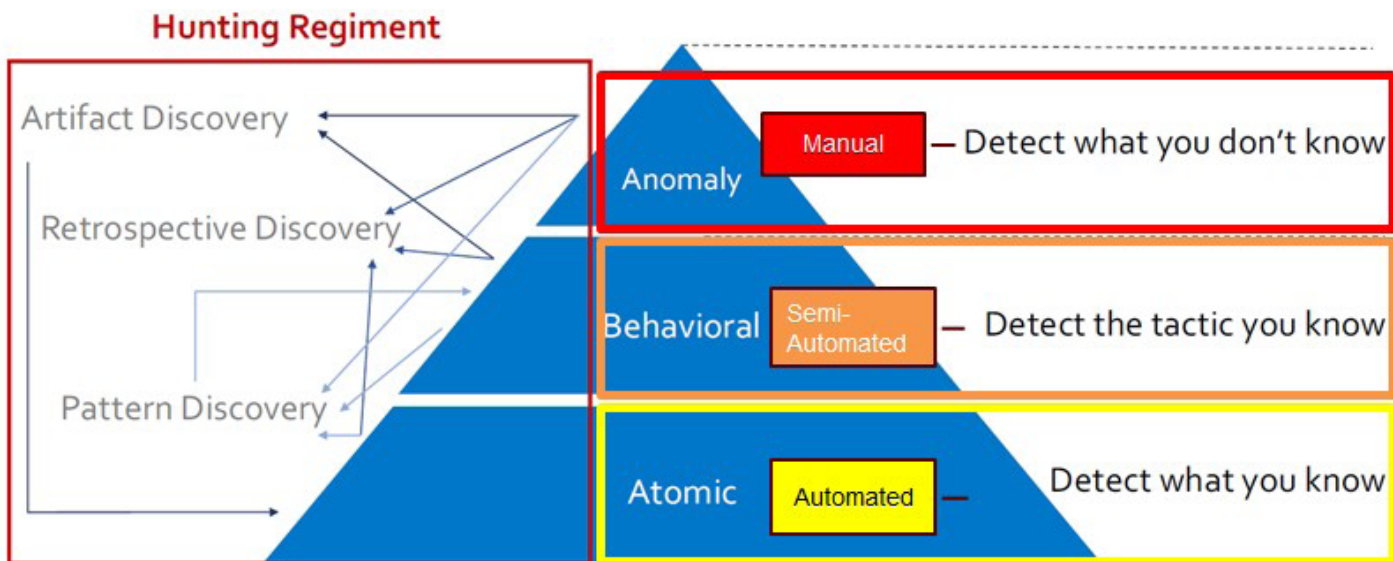 Hunting Regiment
Artifact Discovery
Retrospective Discovery
Pattern Discovery
Anomaly
Manual
Detect what you don't know
Behavioral
Semi-
Automated
Detect the tactic you know
Atomic
Automated
Detect what you know